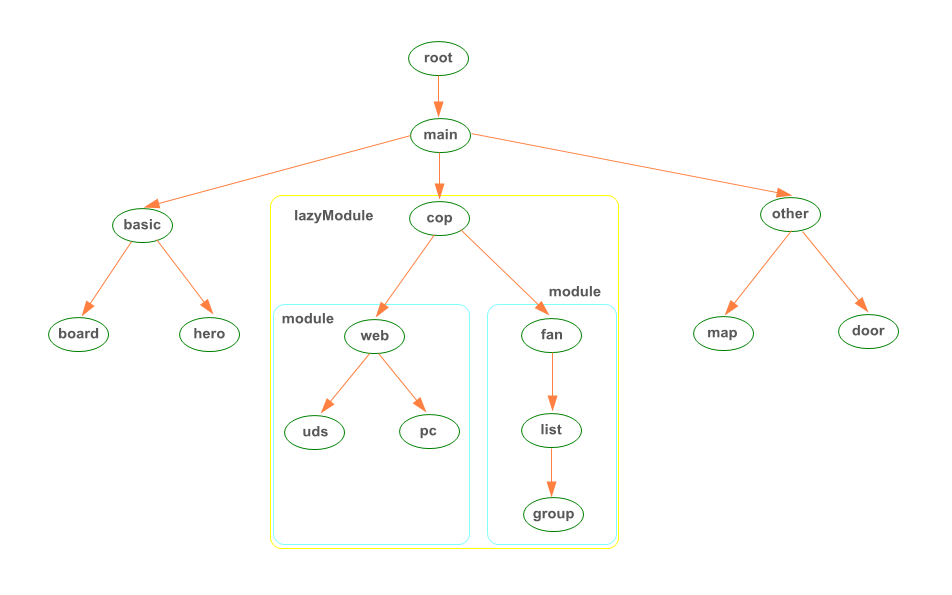 root
main
basic
lazyModule
cop
other
board
hero
module
module
web
fan
map
door
uds
pc
list
group